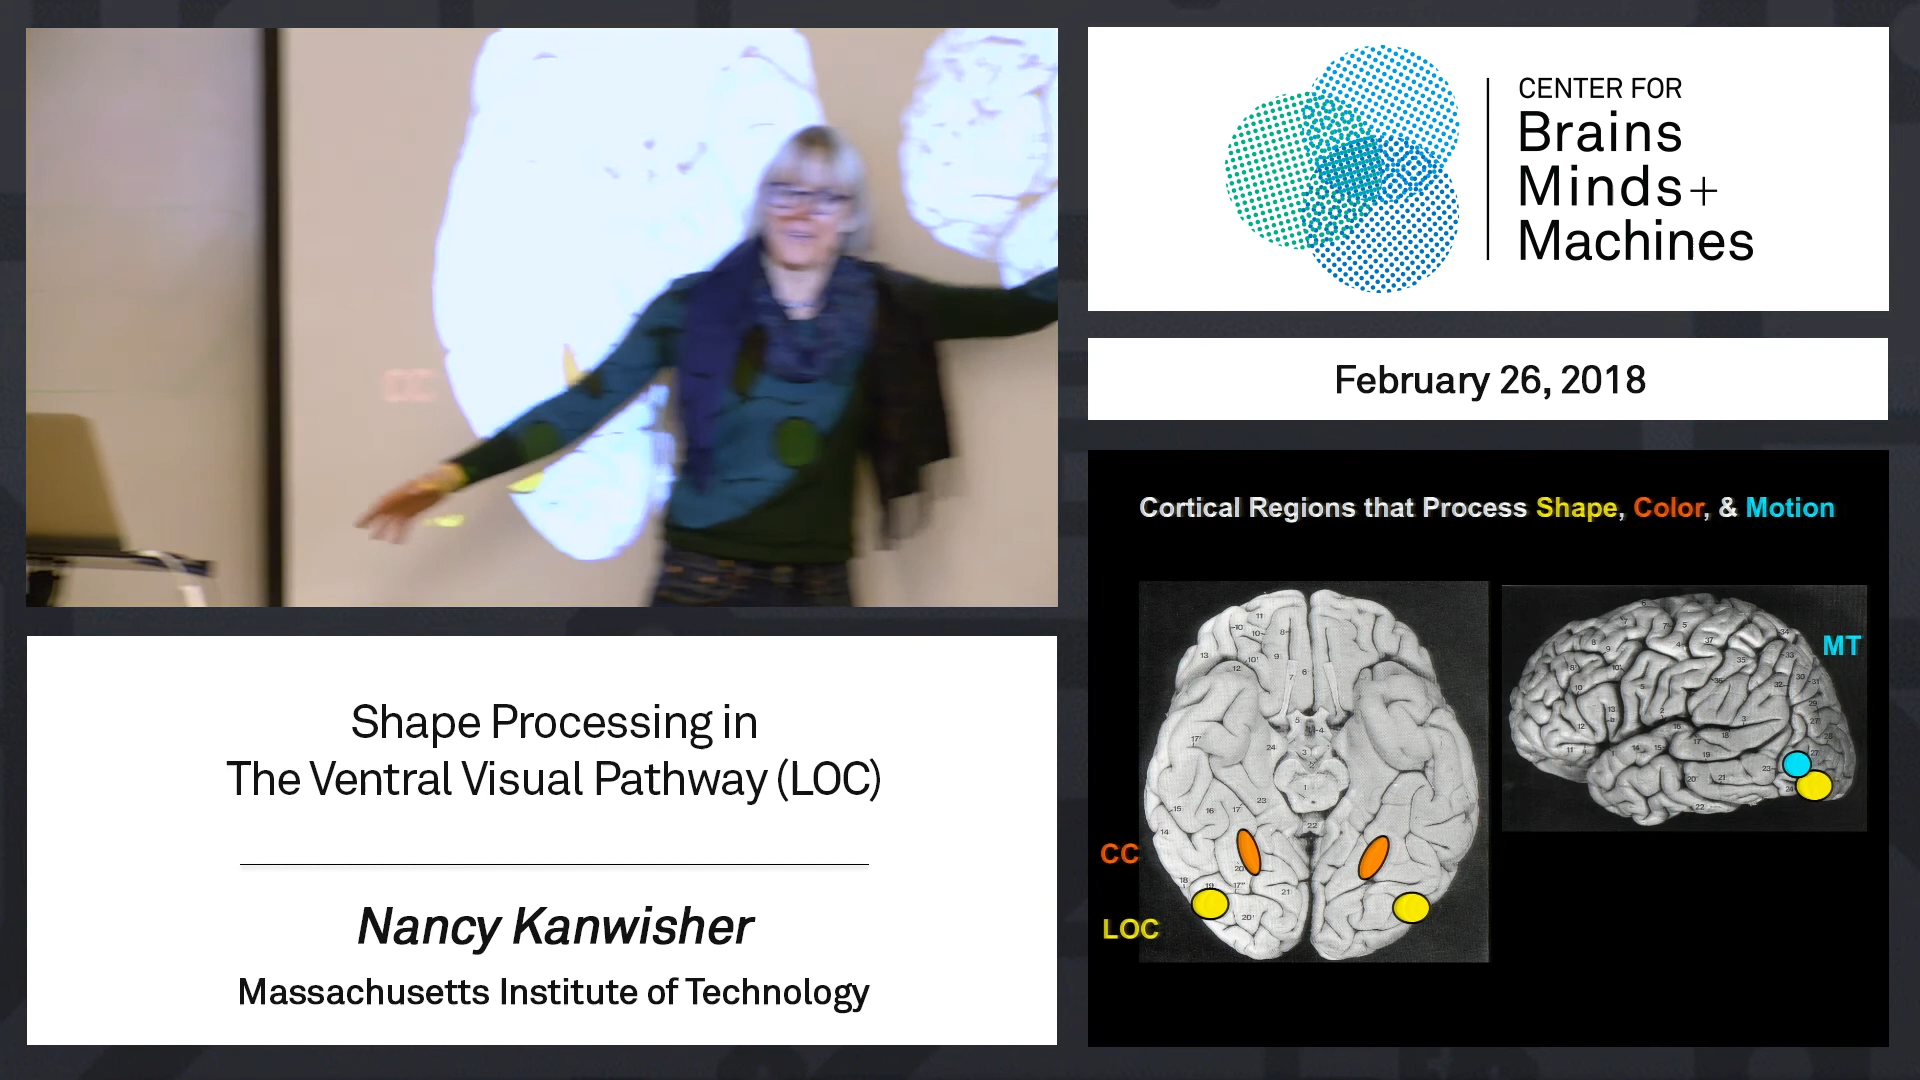 CENTER FOR
Brains
Minds+
Machines
February 26, 2018
Shape Processing in
The Ventral Visual Pathway (LOC)
Nancy Kanwisher
Massachusetts Institute of Technology
Cortical Regions that Process Shape, Color, & Motion
MT
CC
LOC